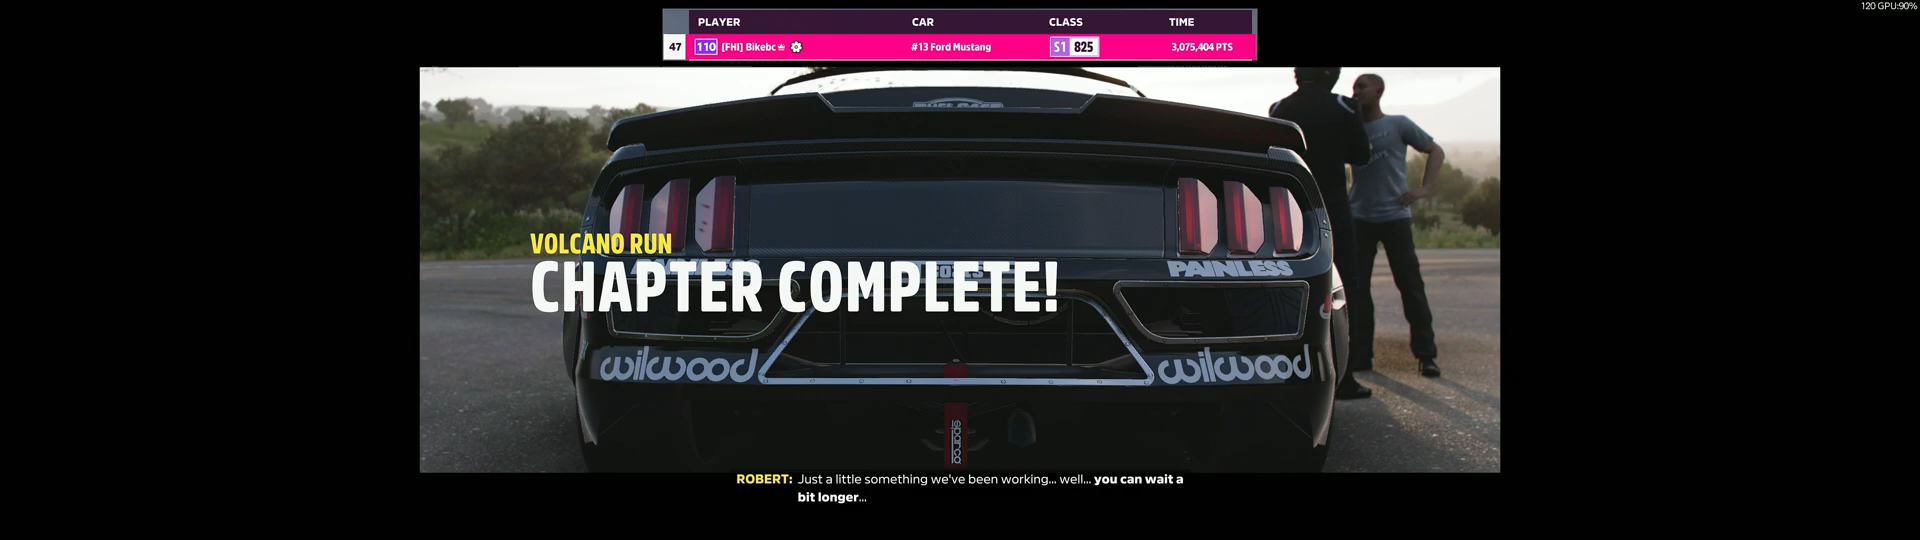 120 GPU:90%
PLAYER CAR CLASS TIME
47 110 [FHI] Bikebc #13 Ford Mustang S1 825 3,075,404 PTS
VOLCANO RUN
CHAPTER COMPLETE!
PAINLESS
wilwood wilwood
sparco
ROBERT: Just a little something we've been working... well... you can wait a
bit longer...